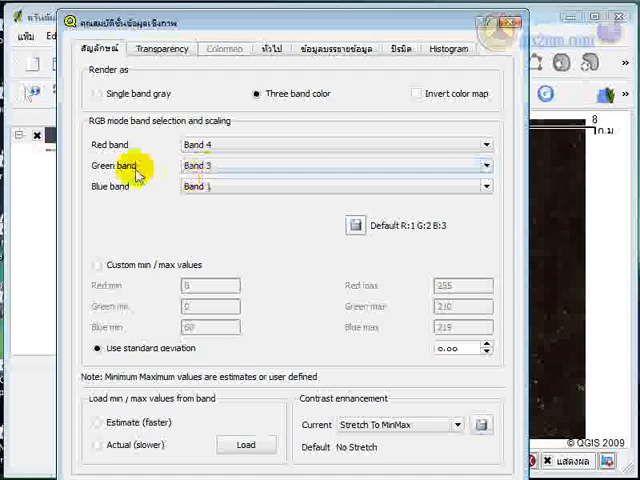 คุณสมบัติชั้นข้อมูลเชิงภาพ
แฟ้ม
สัญลักษณ์
Transparency
Colormap
ทั่วไป
ข้อมูลบรรยายข้อมูล
ปิรมิด
Histogram
Render as
Single band gray
Three band color
Invert color map
RGB mode band selection and scaling
Red band
Band 4
Green band
Band 3
Blue band
Band 1
Default R:1 G:2 B:3
Custom min / max values
Red min
0
Red max
255
Green min
0
Green max
210
Blue min
60
Blue max
219
Use standard deviation
0.00
Note: Minimum Maximum values are estimates or user defined
Load min / max values from band
Estimate (faster)
Actual (slower)
Load
Contrast enhancement
Current
Stretch To MinMax
Default
No Stretch
8
ก.ม.
© QGIS 2009
แสดงผล